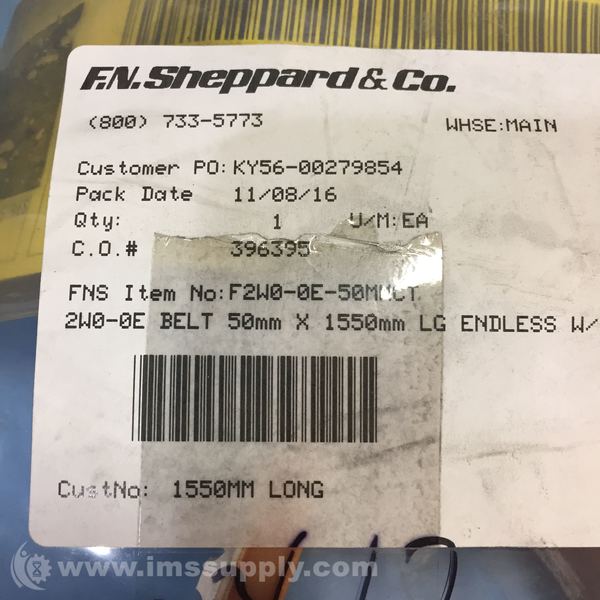 F.N. Sheppard & Co.
(800) 733-5773
WHSE:MAIN
Customer PO: KY56-00279854
Pack Date 11/08/16
Qty: 1 U/M: EA
C.O.# 396395
FNS Item No: F2W0-0E-50MWCT
2W0-0E BELT 50mm X 1550mm LG ENDLESS W/
CustNo: 1550MM LONG
www.imssupply.com